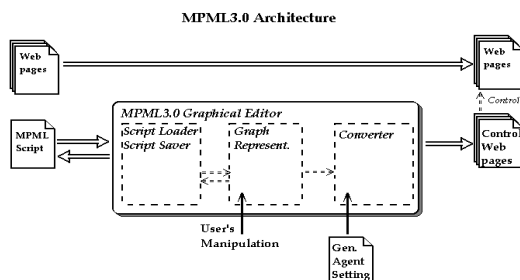 MPML3.0 Architecture
Web
pages
Web
pages
Control
MPML3.0 Graphical Editor
MPML
Script
Script Loader
Script Saver
Graph
Represent.
Converter
Control
Web
pages
User's
Manipulation
Gen.
Agent
Setting